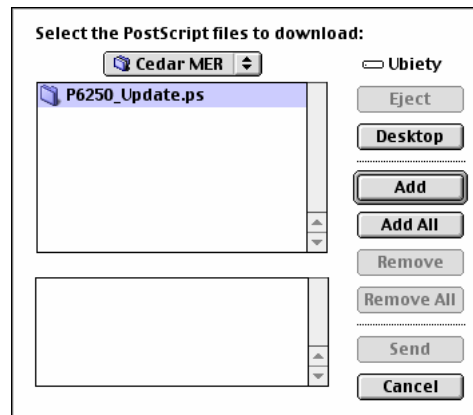 Select the PostScript files to download:
Cedar MER
Ubiety
P6250_Update.ps
Eject
Desktop
Add
Add All
Remove
Remove All
Send
Cancel